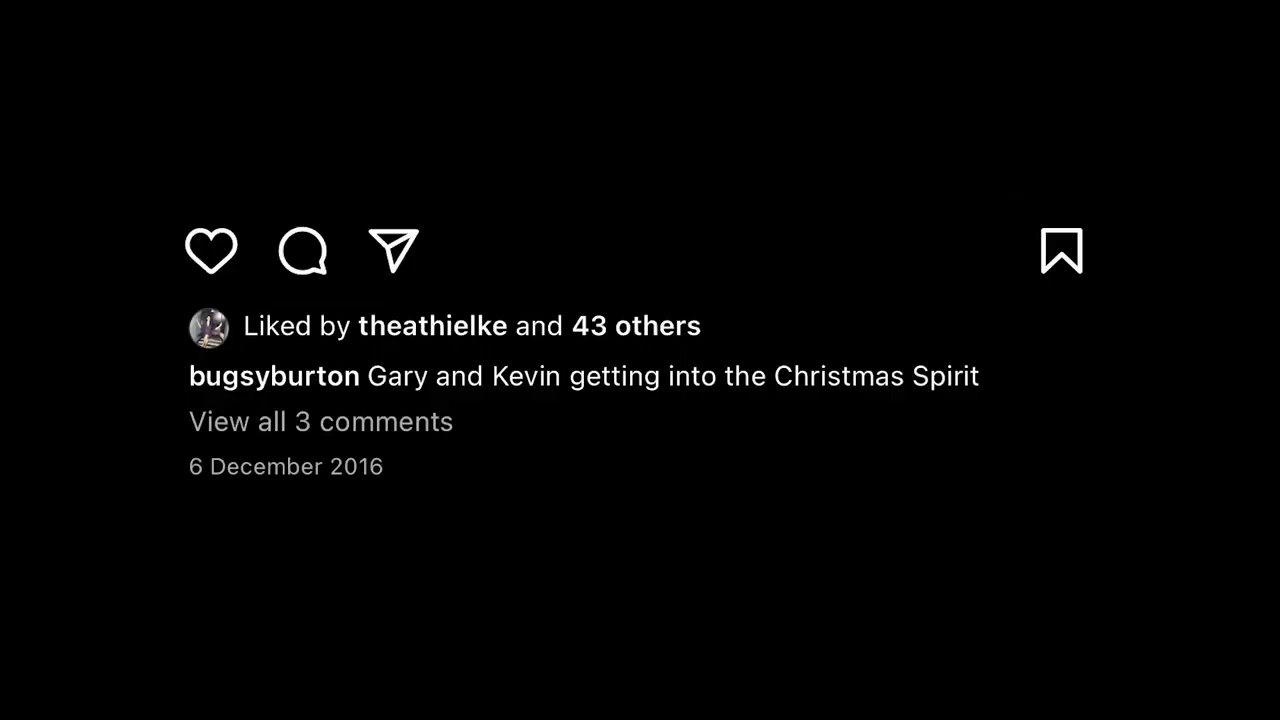 Liked by theathielke and 43 others
bugsyburton Gary and Kevin getting into the Christmas Spirit
View all 3 comments
6 December 2016